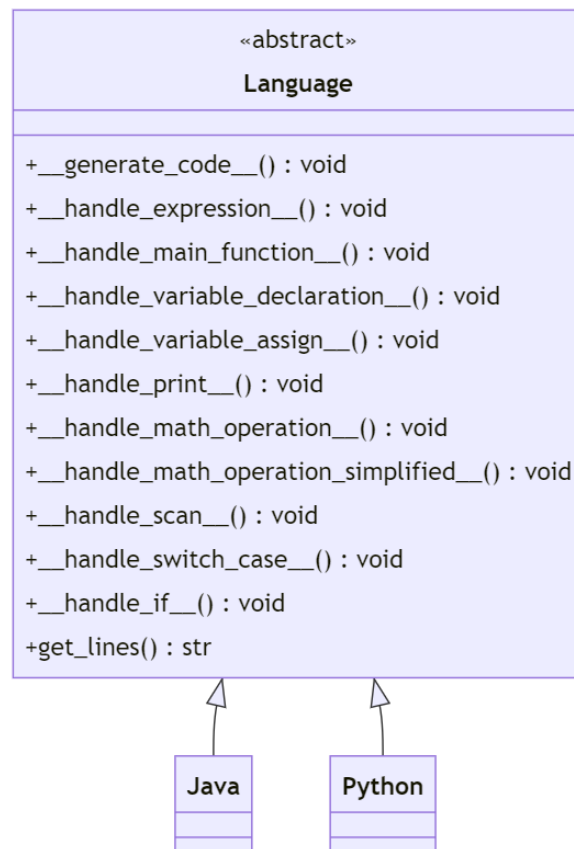 «abstract»
Language
+__generate_code__() : void
+__handle_expression__() : void
+__handle_main_function__() : void
+__handle_variable_declaration__() : void
+__handle_variable_assign__() : void
+__handle_print__() : void
+__handle_math_operation__() : void
+__handle_math_operation_simplified__() : void
+__handle_scan__() : void
+__handle_switch_case__() : void
+__handle_if__() : void
+get_lines() : str
Java
Python